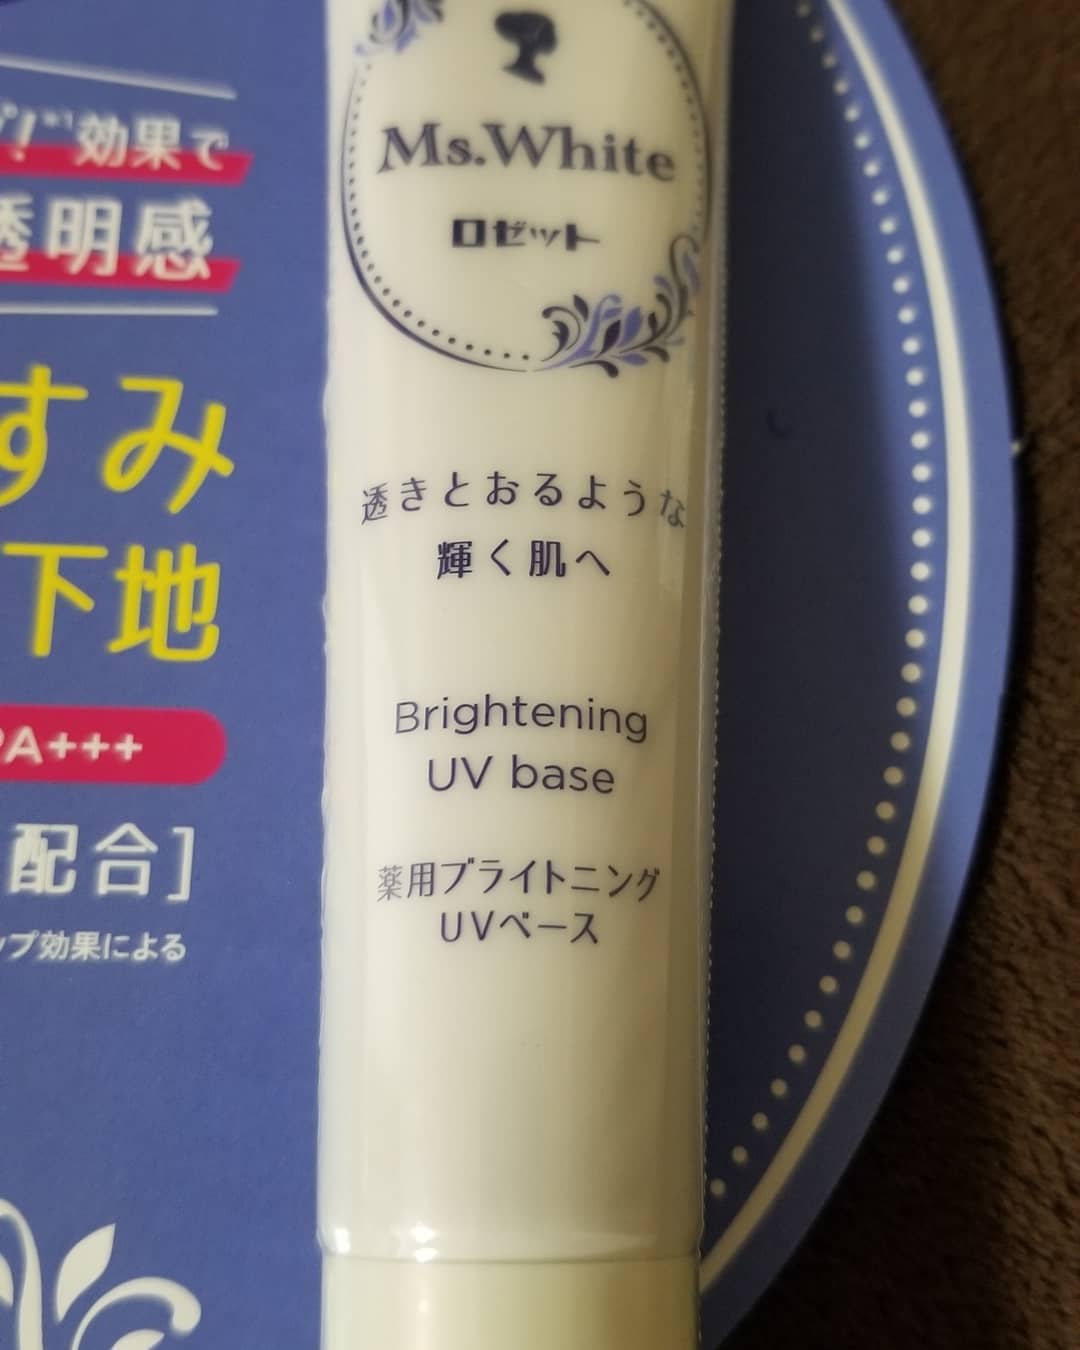 効果で
透明感
すみ
下地
PA+++
配合]
ップ効果による
Ms.White
ロゼット
透きとおるような
輝く肌へ
Brightening
UV base
薬用ブライトニング
UVベース